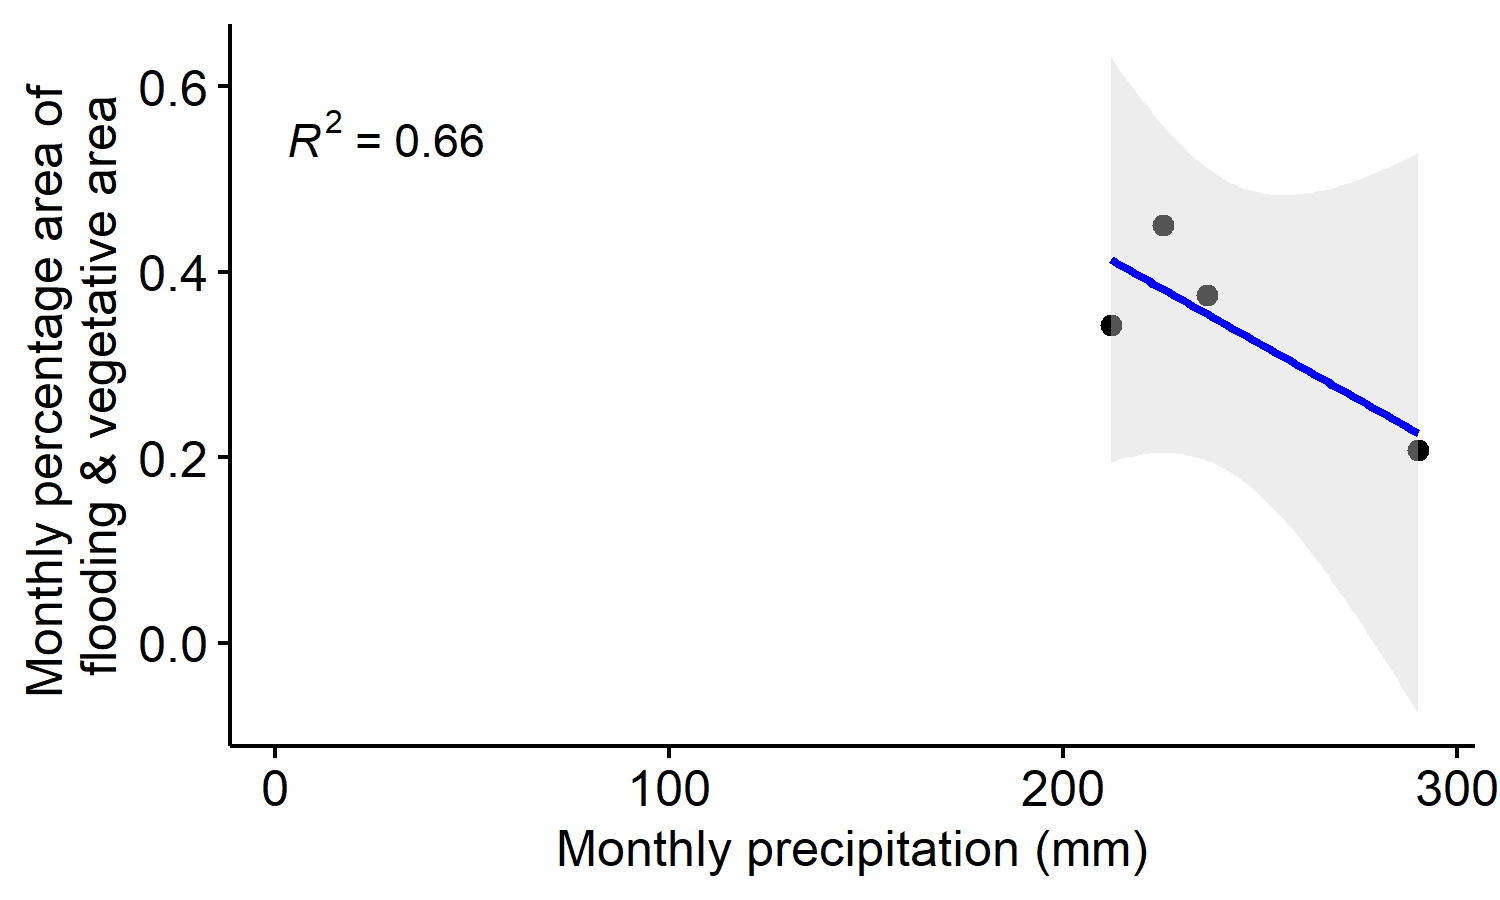 Monthly percentage area of
flooding & vegetative area
0.6
0.4
0.2
0.0
R² = 0.66
0 100 200 300
Monthly precipitation (mm)